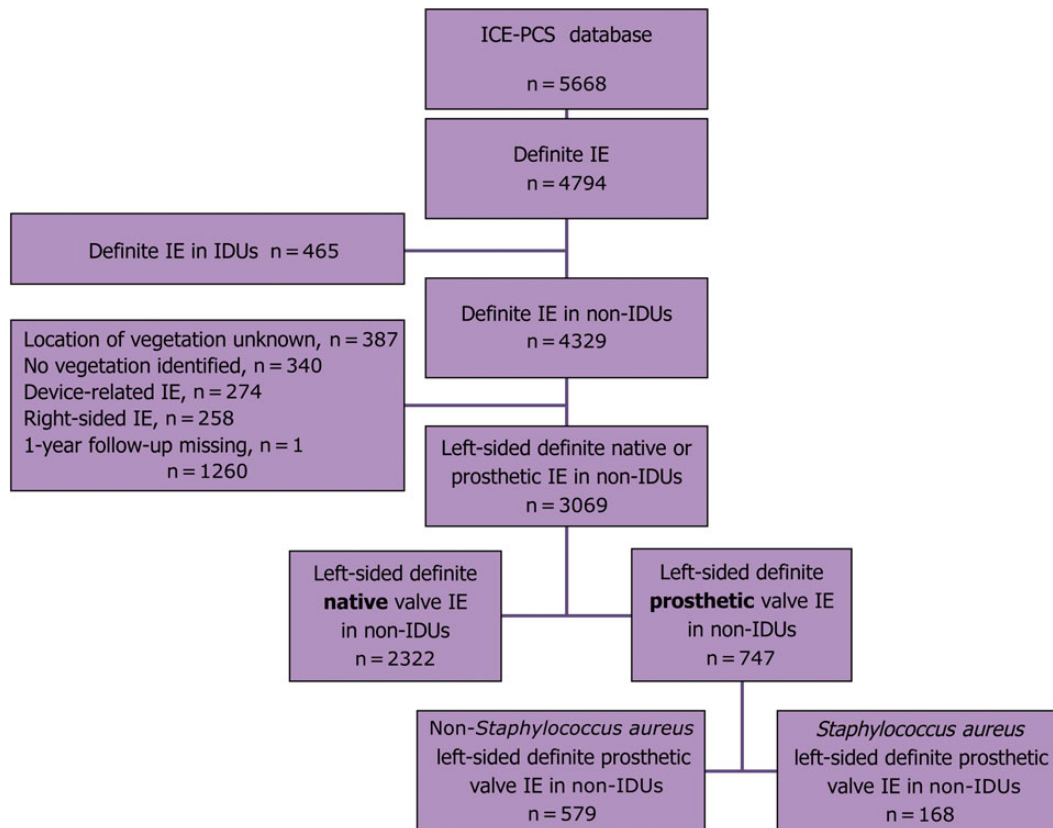 ICE-PCS database
n = 5668
Definite IE
n = 4794
Definite IE in IDUs n = 465
Definite IE in non-IDUs
n = 4329
Location of vegetation unknown, n = 387
No vegetation identified, n = 340
Device-related IE, n = 274
Right-sided IE, n = 258
1-year follow-up missing, n = 1
n = 1260
Left-sided definite native or
prosthetic IE in non-IDUs
n = 3069
Left-sided definite
native valve IE
in non-IDUs
n = 2322
Left-sided definite
prosthetic valve IE
in non-IDUs
n = 747
Non-Staphylococcus aureus
left-sided definite prosthetic
valve IE in non-IDUs
n = 579
Staphylococcus aureus
left-sided definite prosthetic
valve IE in non-IDUs
n = 168